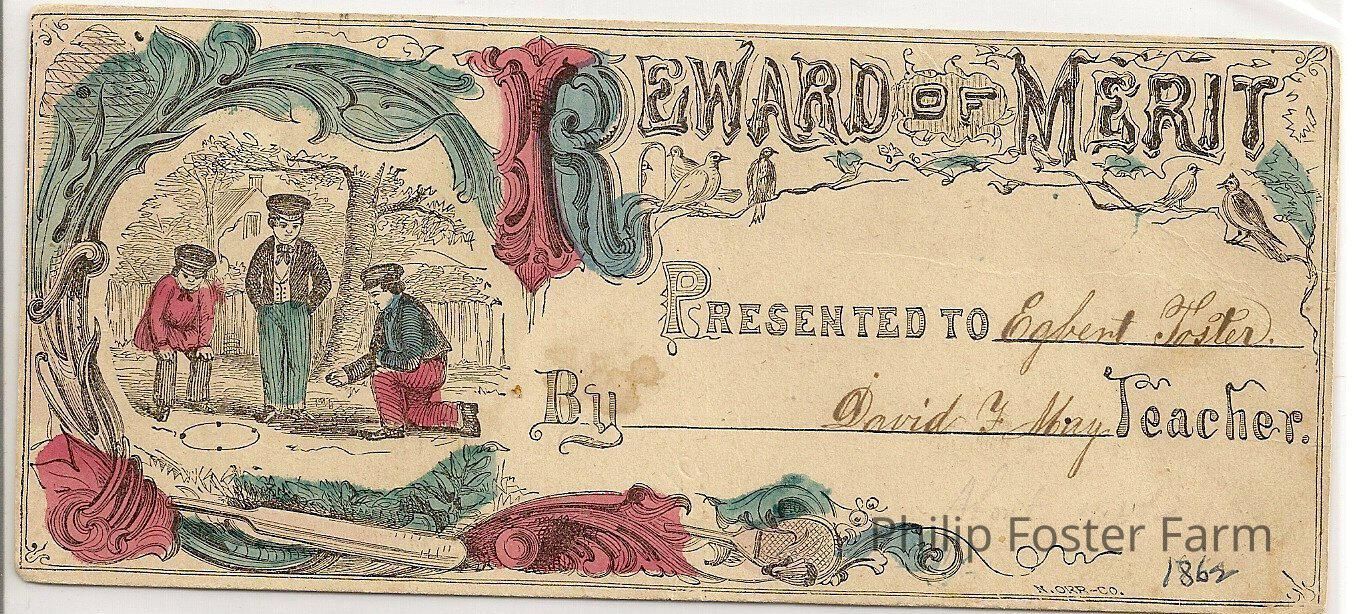 REWARD OF MERIT
PRESENTED TO Egbert Foster.
By David F. May Teacher.
Philip Foster Farm
1862
N. ORR-CO.